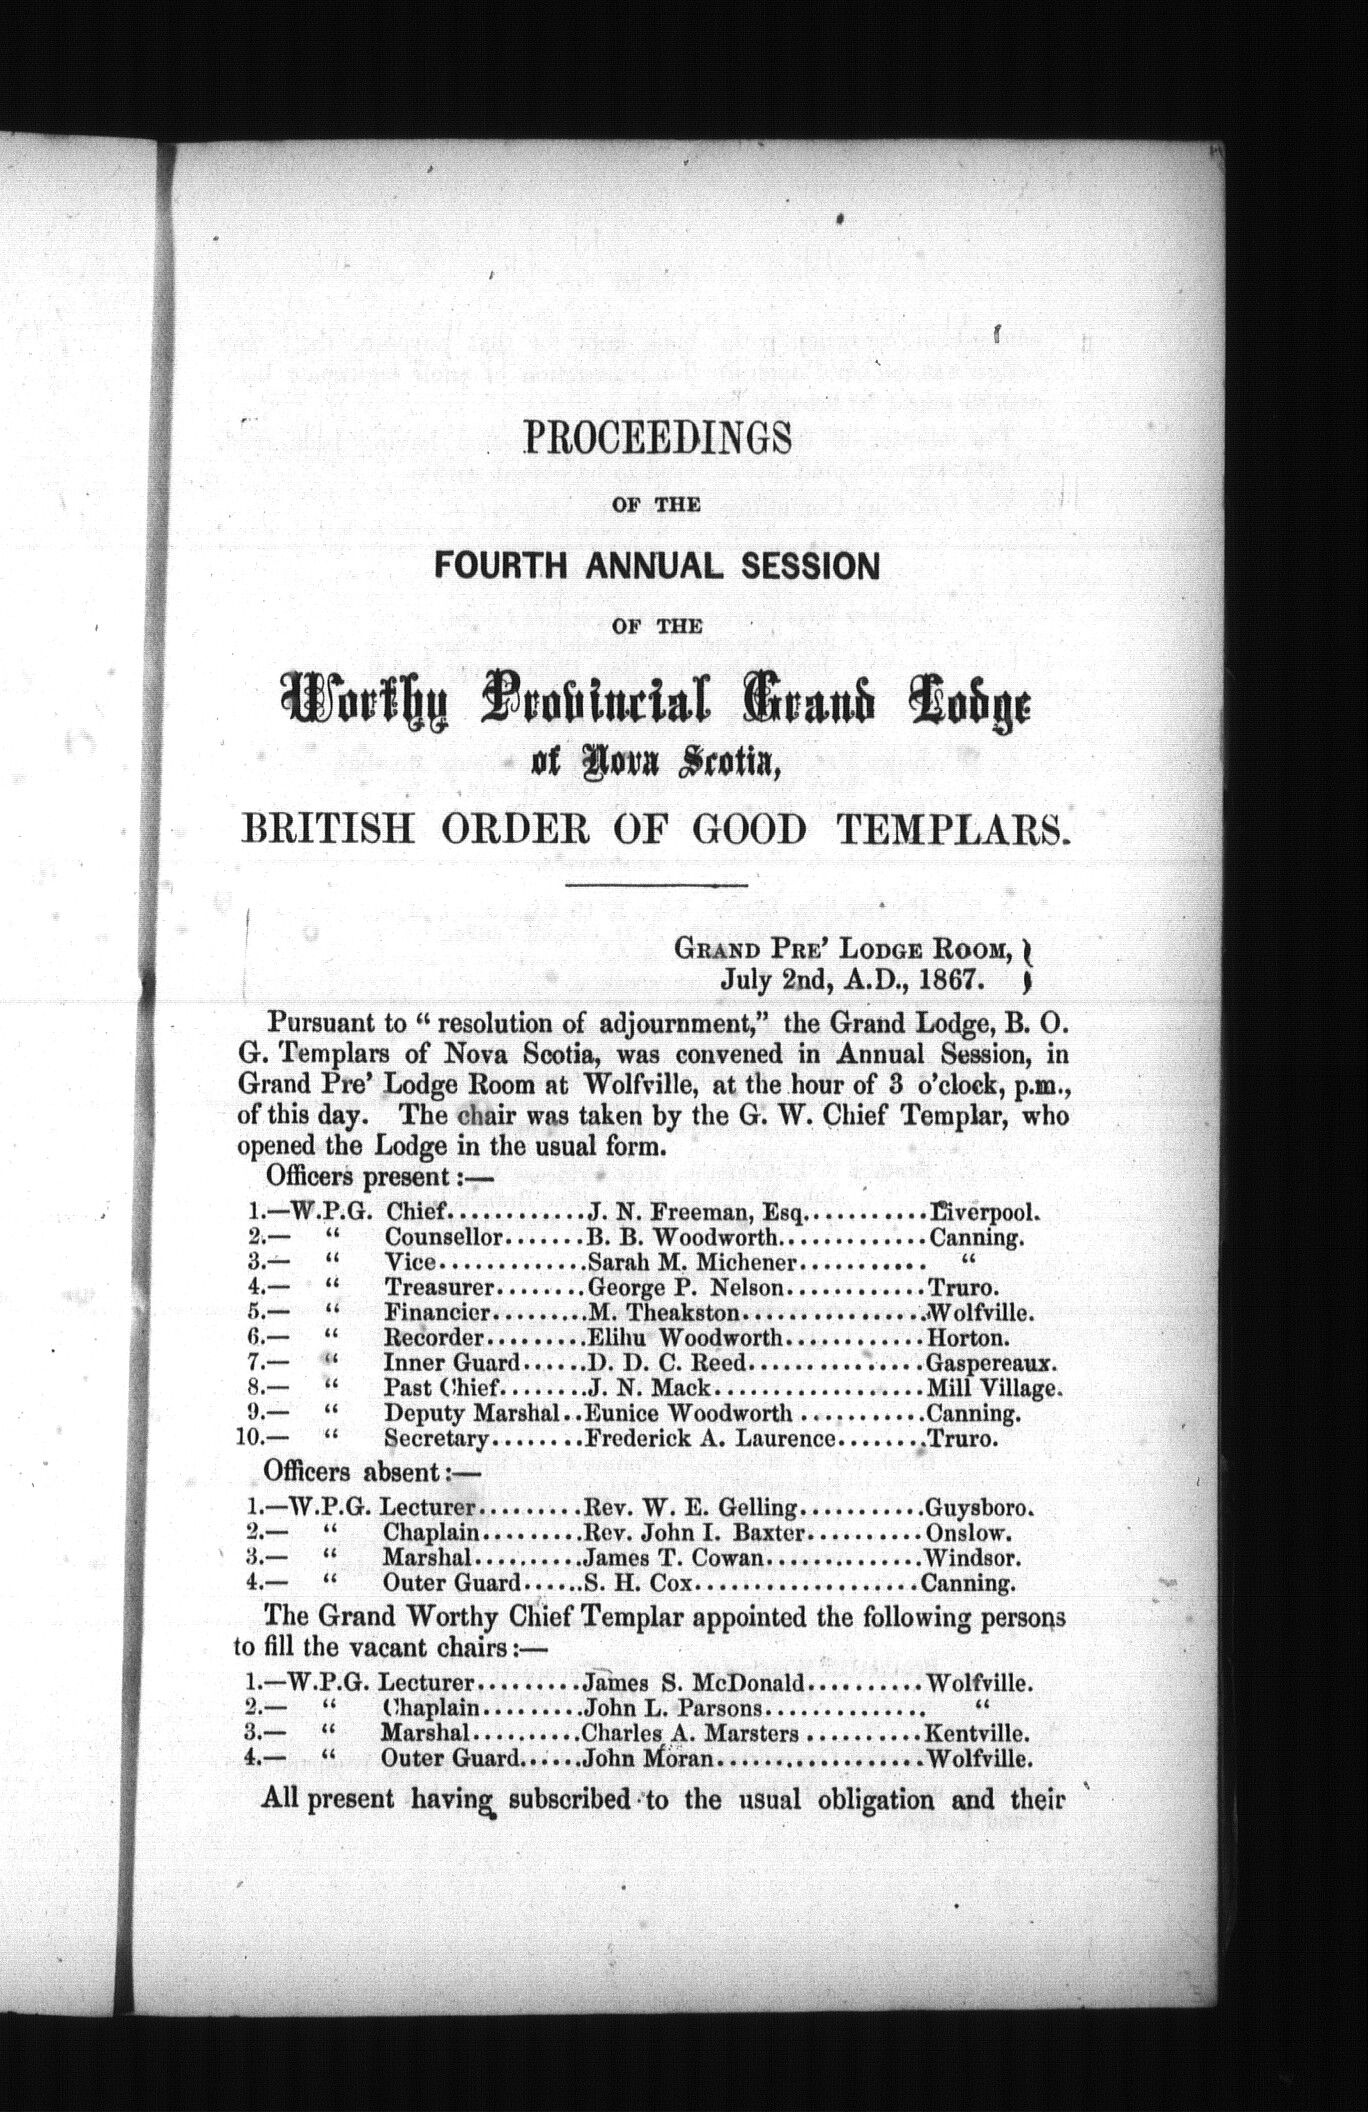 PROCEEDINGS
OF THE
FOURTH ANNUAL SESSION
OF THE
Worthy Provincial Grand Lodge
of Nova Scotia,
BRITISH ORDER OF GOOD TEMPLARS.
GRAND PRE' LODGE ROOM, }
July 2nd, A.D., 1867. }
Pursuant to “ resolution of adjournment,” the Grand Lodge, B. O.
G. Templars of Nova Scotia, was convened in Annual Session, in
Grand Pre' Lodge Room at Wolfville, at the hour of 3 o'clock, p.m.,
of this day. The chair was taken by the G. W. Chief Templar, who
opened the Lodge in the usual form.
Officers present :—
1.—W.P.G. Chief............J. N. Freeman, Esq...........Liverpool.
2.— “ Counsellor.......B. B. Woodworth.............Canning.
3.— “ Vice.............Sarah M. Michener........... “
4.— “ Treasurer........George P. Nelson............Truro.
5.— “ Financier.........M. Theakston................Wolfville.
6.— “ Recorder.........Elihu Woodworth............Horton.
7.— “ Inner Guard......D. D. C. Reed...............Gaspereaux.
8.— “ Past Chief........J. N. Mack..................Mill Village.
9.— “ Deputy Marshal..Eunice Woodworth ...........Canning.
10.— “ Secretary........Frederick A. Laurence........Truro.
Officers absent :—
1.—W.P.G. Lecturer.........Rev. W. E. Gelling...........Guysboro.
2.— “ Chaplain.........Rev. John I. Baxter..........Onslow.
3.— “ Marshal..........James T. Cowan..............Windsor.
4.— “ Outer Guard......S. H. Cox...................Canning.
The Grand Worthy Chief Templar appointed the following persons
to fill the vacant chairs :—
1.—W.P.G. Lecturer.........James S. McDonald..........Wolfville.
2.— “ Chaplain.........John L. Parsons.............. “
3.— “ Marshal..........Charles A. Marsters ..........Kentville.
4.— “ Outer Guard......John Moran..................Wolfville.
All present having subscribed to the usual obligation and their